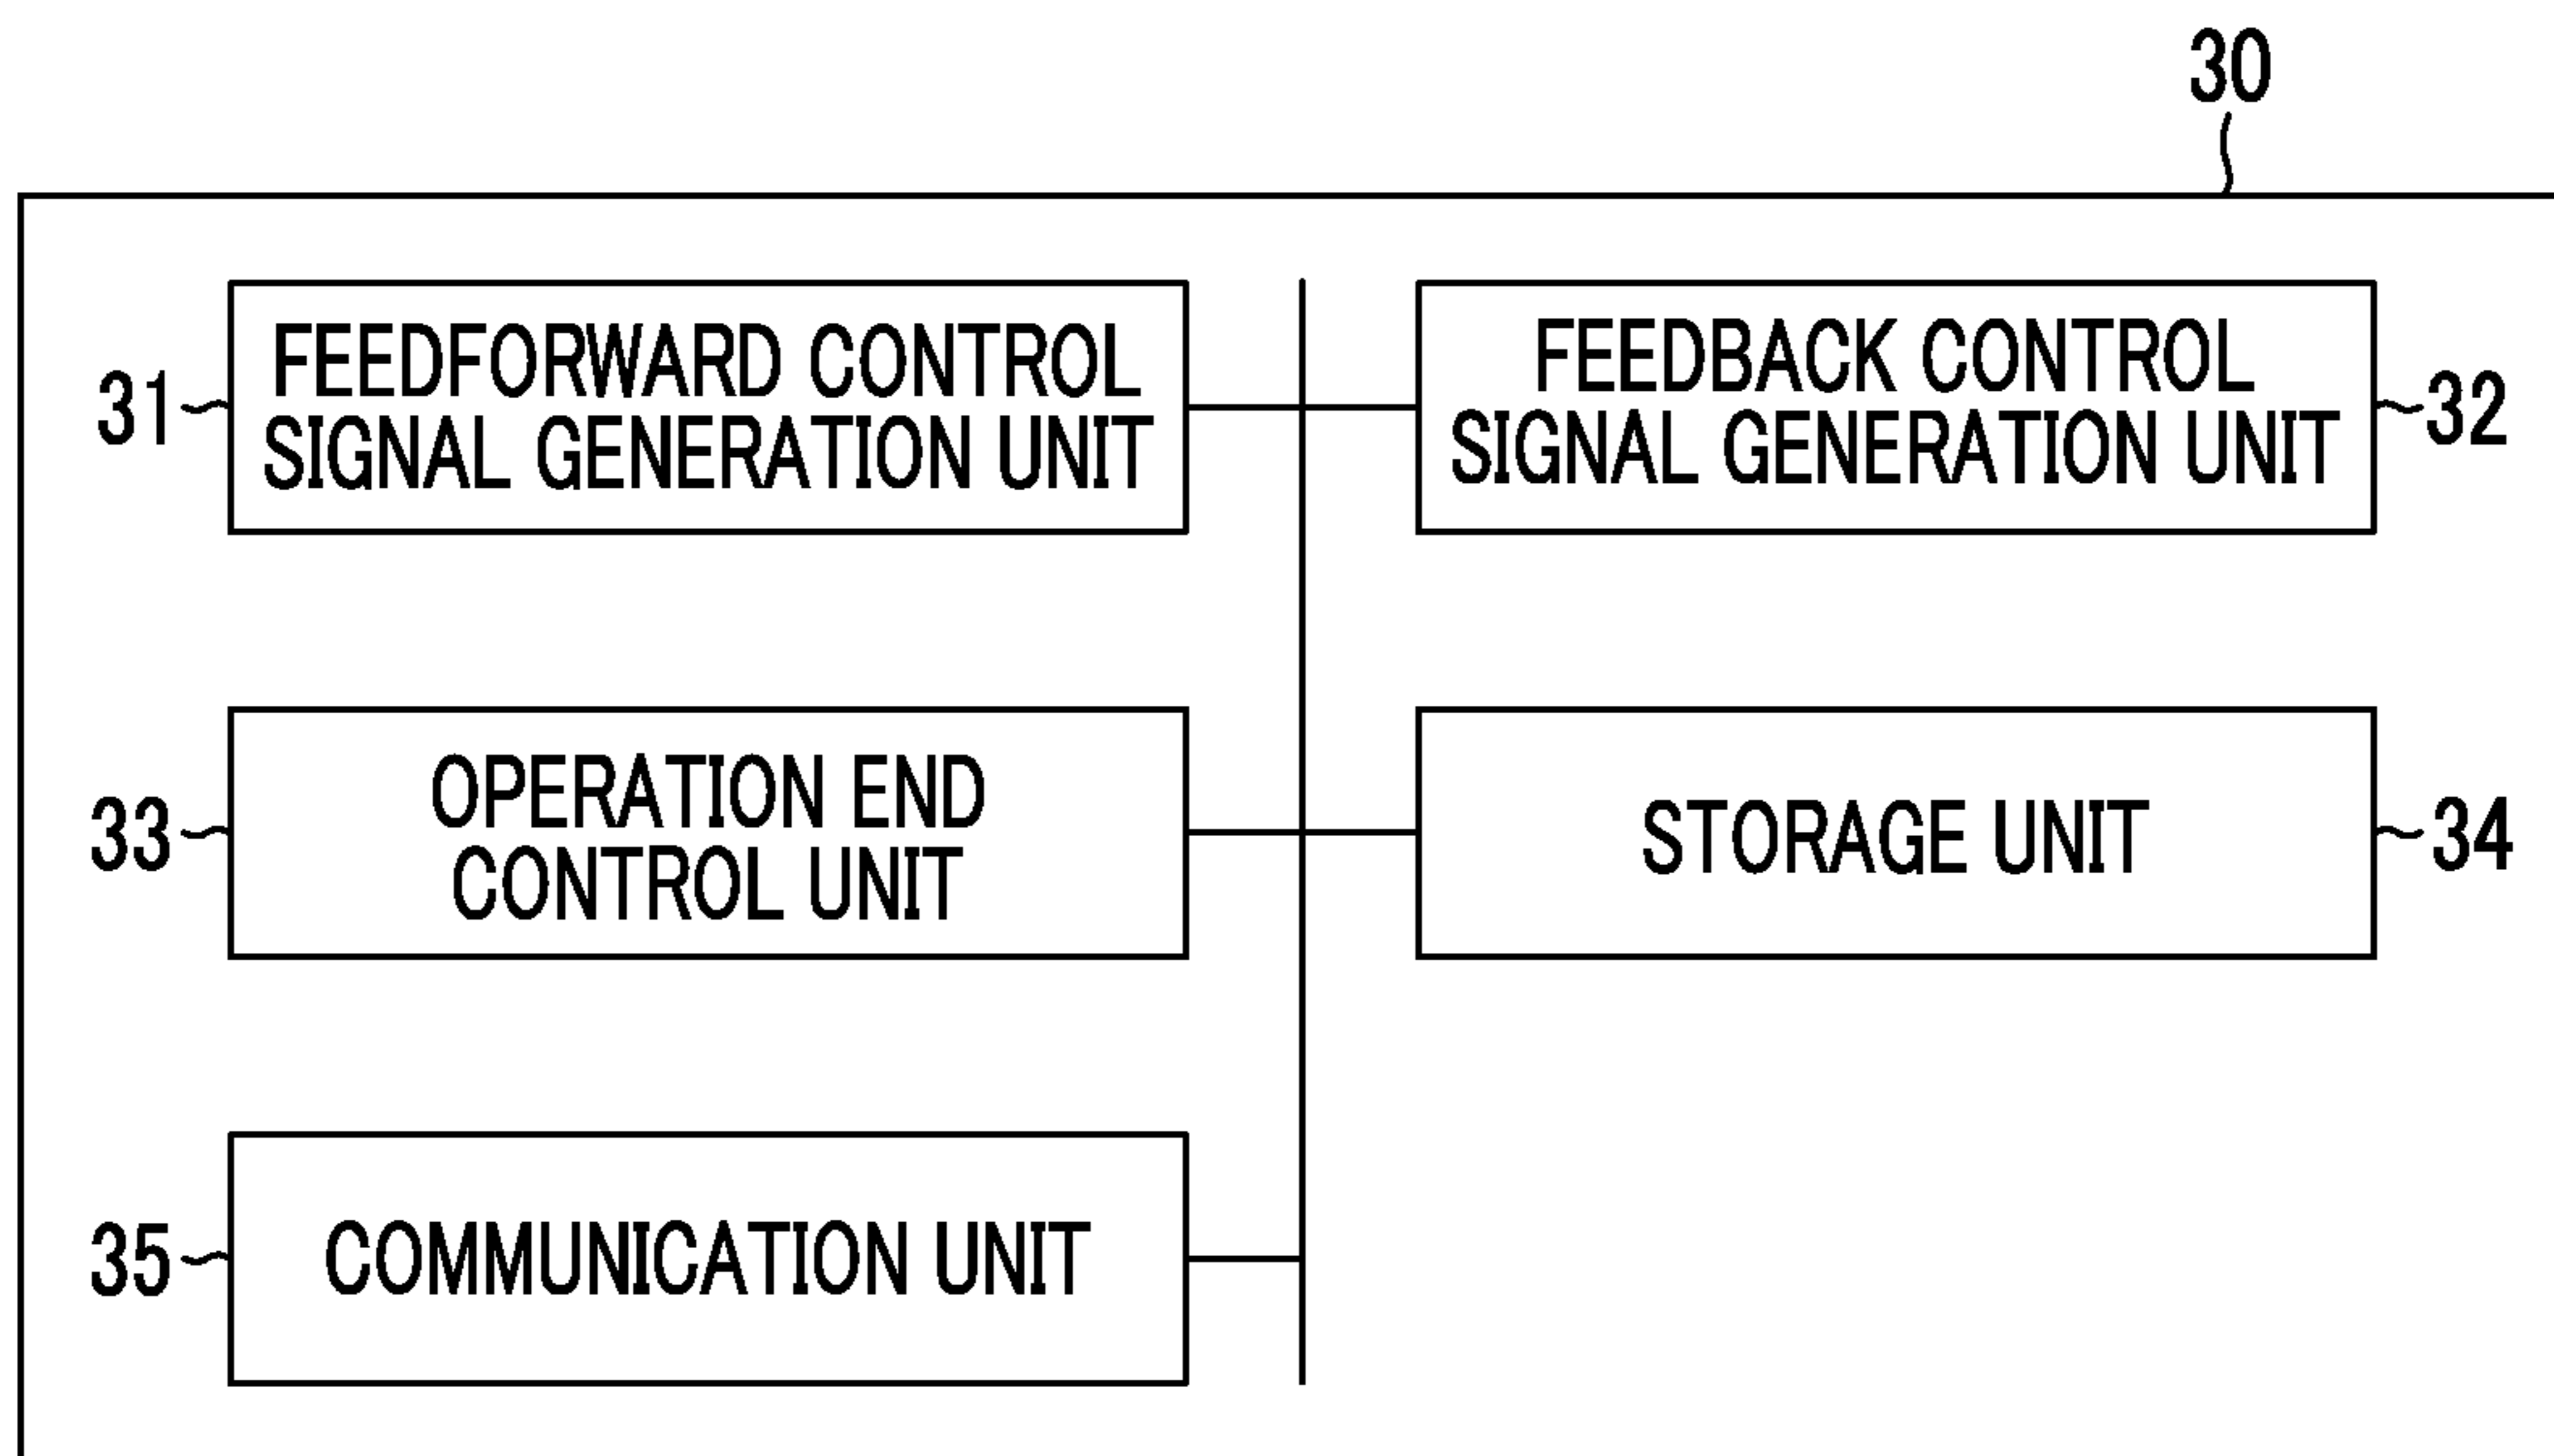 30
31
FEEDFORWARD CONTROL
SIGNAL GENERATION UNIT
FEEDBACK CONTROL
SIGNAL GENERATION UNIT
32
33
OPERATION END
CONTROL UNIT
STORAGE UNIT
34
35
COMMUNICATION UNIT